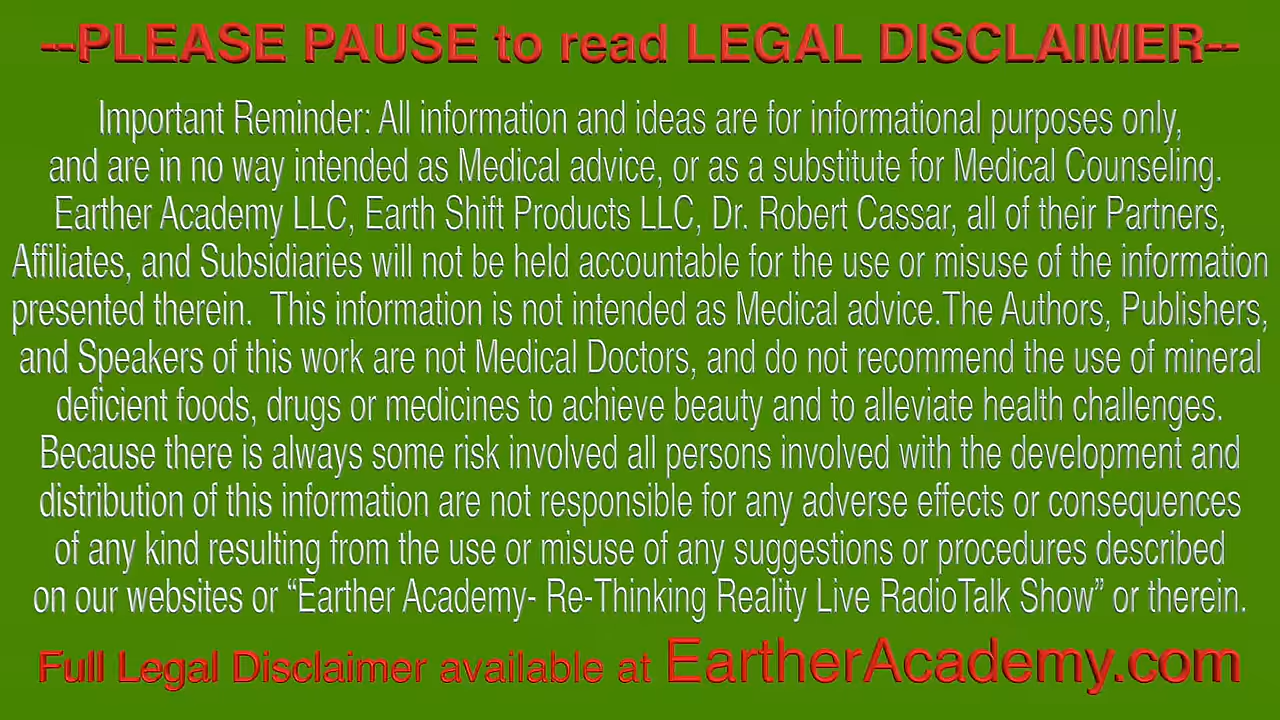 --PLEASE PAUSE to read LEGAL DISCLAIMER--
Important Reminder: All information and ideas are for informational purposes only,
and are in no way intended as Medical advice, or as a substitute for Medical Counseling.
Earther Academy LLC, Earth Shift Products LLC, Dr. Robert Cassar, all of their Partners,
Affiliates, and Subsidiaries will not be held accountable for the use or misuse of the information
presented therein.  This information is not intended as Medical advice.The Authors, Publishers,
and Speakers of this work are not Medical Doctors, and do not recommend the use of mineral
deficient foods, drugs or medicines to achieve beauty and to alleviate health challenges.
Because there is always some risk involved all persons involved with the development and
distribution of this information are not responsible for any adverse effects or consequences
of any kind resulting from the use or misuse of any suggestions or procedures described
on our websites or “Earther Academy- Re-Thinking Reality Live RadioTalk Show” or therein.
Full Legal Disclaimer available at EartherAcademy.com